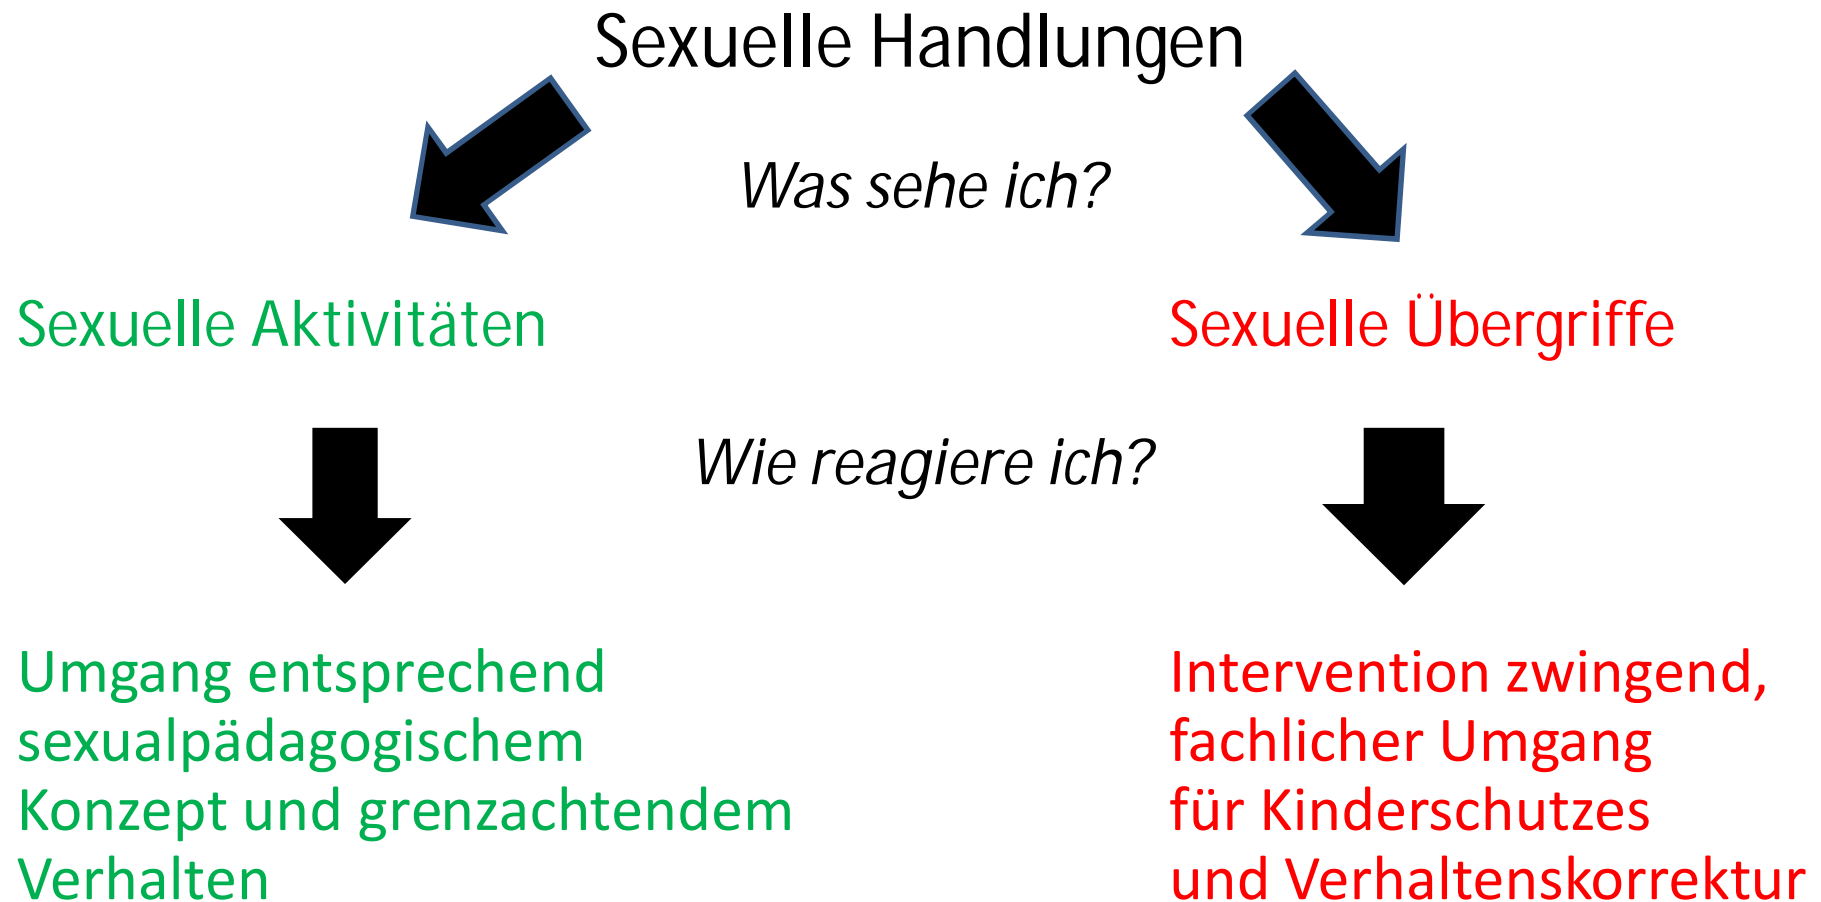 Sexuelle Handlungen
Was sehe ich?
Sexuelle Aktivitäten
Sexuelle Übergriffe
Wie reagiere ich?
Umgang entsprechend
sexualpädagogischem
Konzept und grenzachtendem
Verhalten
Intervention zwingend,
fachlicher Umgang
für Kinderschutzes
und Verhaltenskorrektur